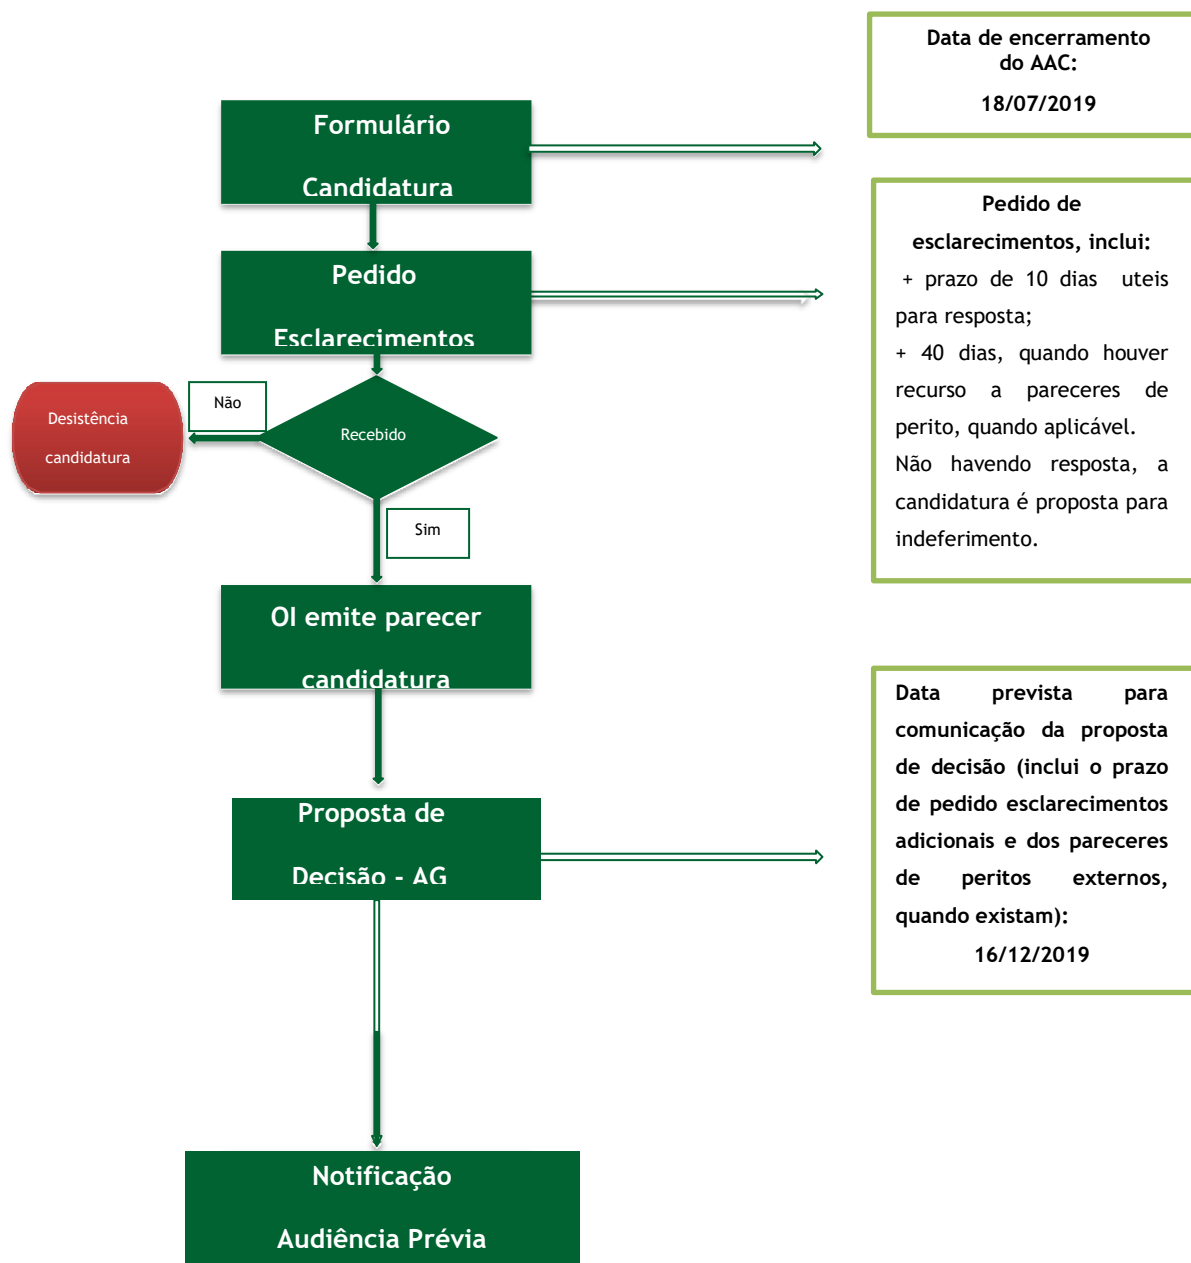 Data de encerramento
do AAC:
18/07/2019
Formulário
Candidatura
Pedido de
esclarecimentos, inclui:
+ prazo de 10 dias uteis
para resposta;
+ 40 dias, quando houver
recurso a pareceres de
perito, quando aplicável.
Não havendo resposta, a
candidatura é proposta para
indeferimento.
Pedido
Esclarecimentos
Não
Desistência
candidatura
Recebido
Sim
OI emite parecer
candidatura
Data prevista para
comunicação da proposta
de decisão (inclui o prazo
de pedido esclarecimentos
adicionais e dos pareceres
de peritos externos,
quando existam):
16/12/2019
Proposta de
Decisão - AG
Notificação
Audiência Prévia